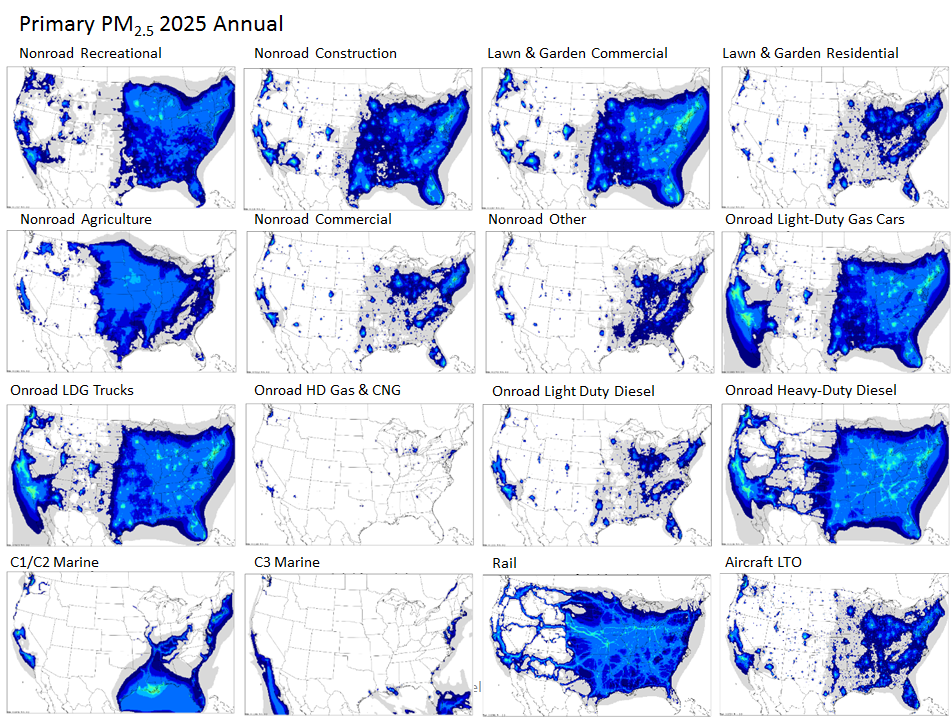 Primary PM2.5 2025 Annual
Nonroad Recreational
Nonroad Construction
Lawn & Garden Commercial
Lawn & Garden Residential
Nonroad Agriculture
Nonroad Commercial
Nonroad Other
Onroad Light-Duty Gas Cars
Onroad LDG Trucks
Onroad HD Gas & CNG
Onroad Light Duty Diesel
Onroad Heavy-Duty Diesel
C1/C2 Marine
C3 Marine
Rail
Aircraft LTO
el